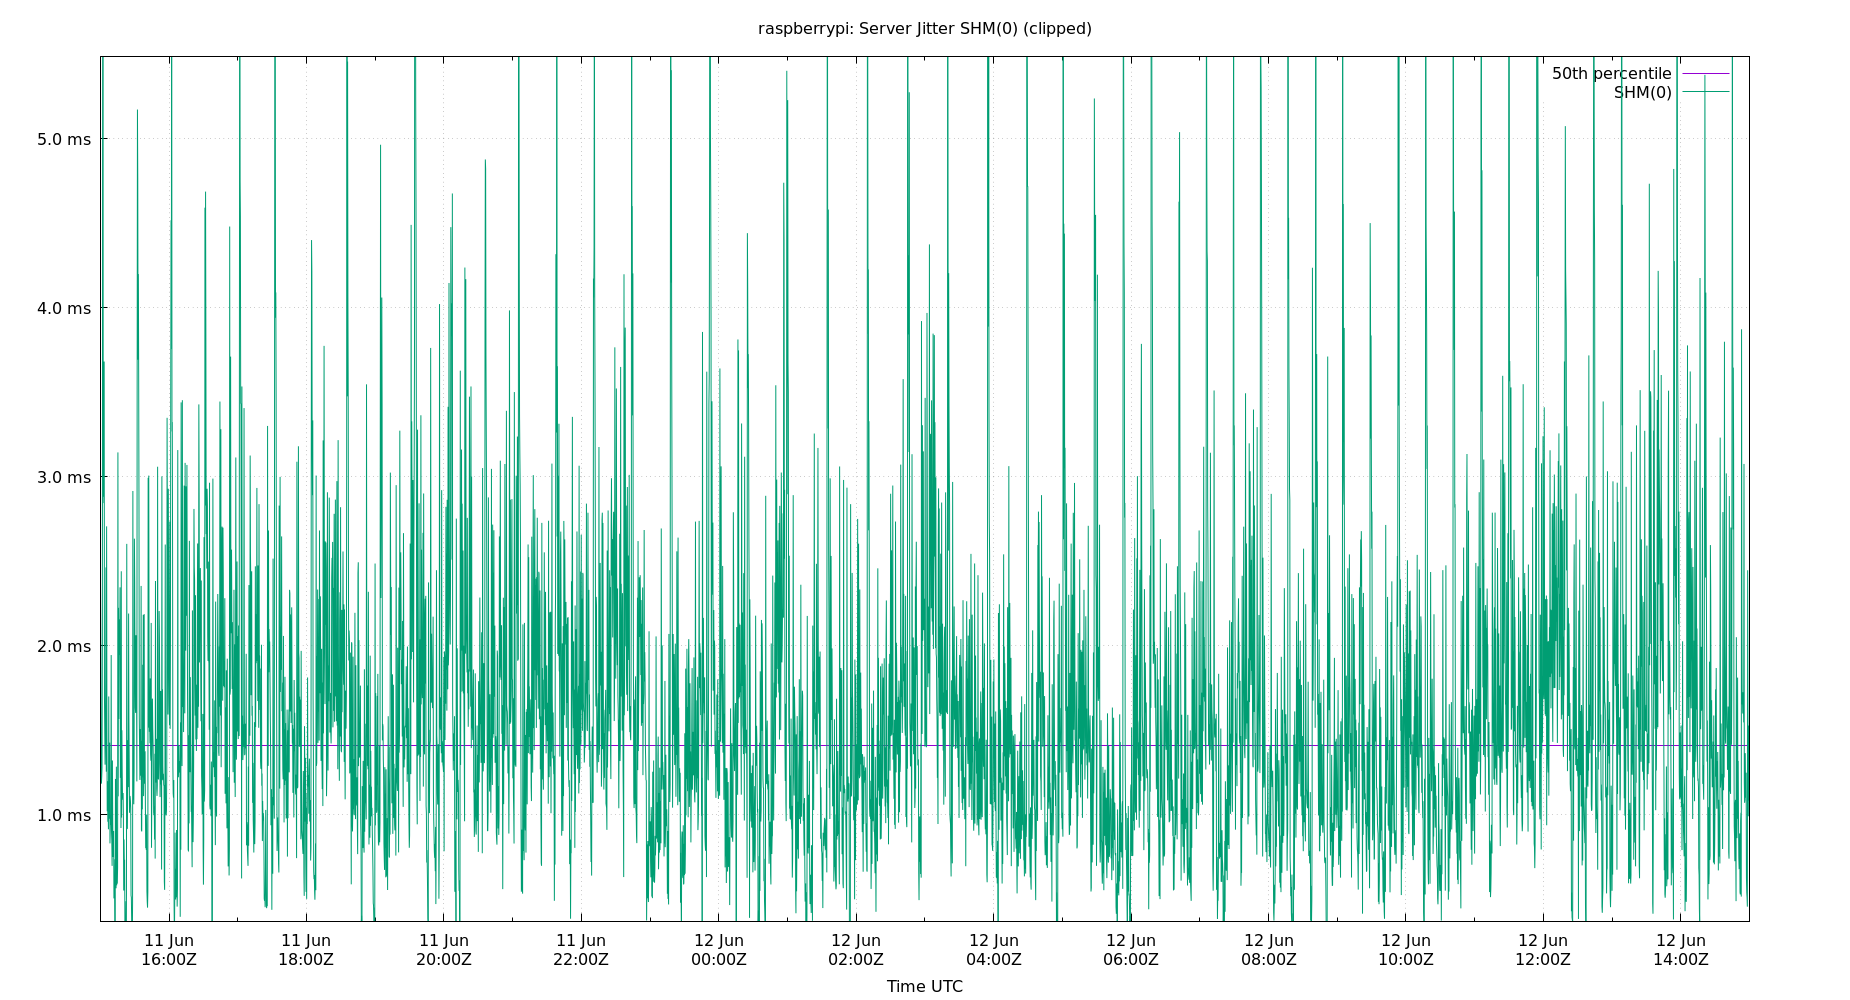 raspberrypi: Server Jitter SHM(0) (clipped)
50th percentile
SHM(0)
5.0 ms
4.0 ms
3.0 ms
2.0 ms
1.0 ms
11 Jun 11 Jun 11 Jun 11 Jun 12 Jun 12 Jun 12 Jun 12 Jun 12 Jun 12 Jun 12 Jun 12 Jun
16:00Z 18:00Z 20:00Z 22:00Z 00:00Z 02:00Z 04:00Z 06:00Z 08:00Z 10:00Z 12:00Z 14:00Z
Time UTC